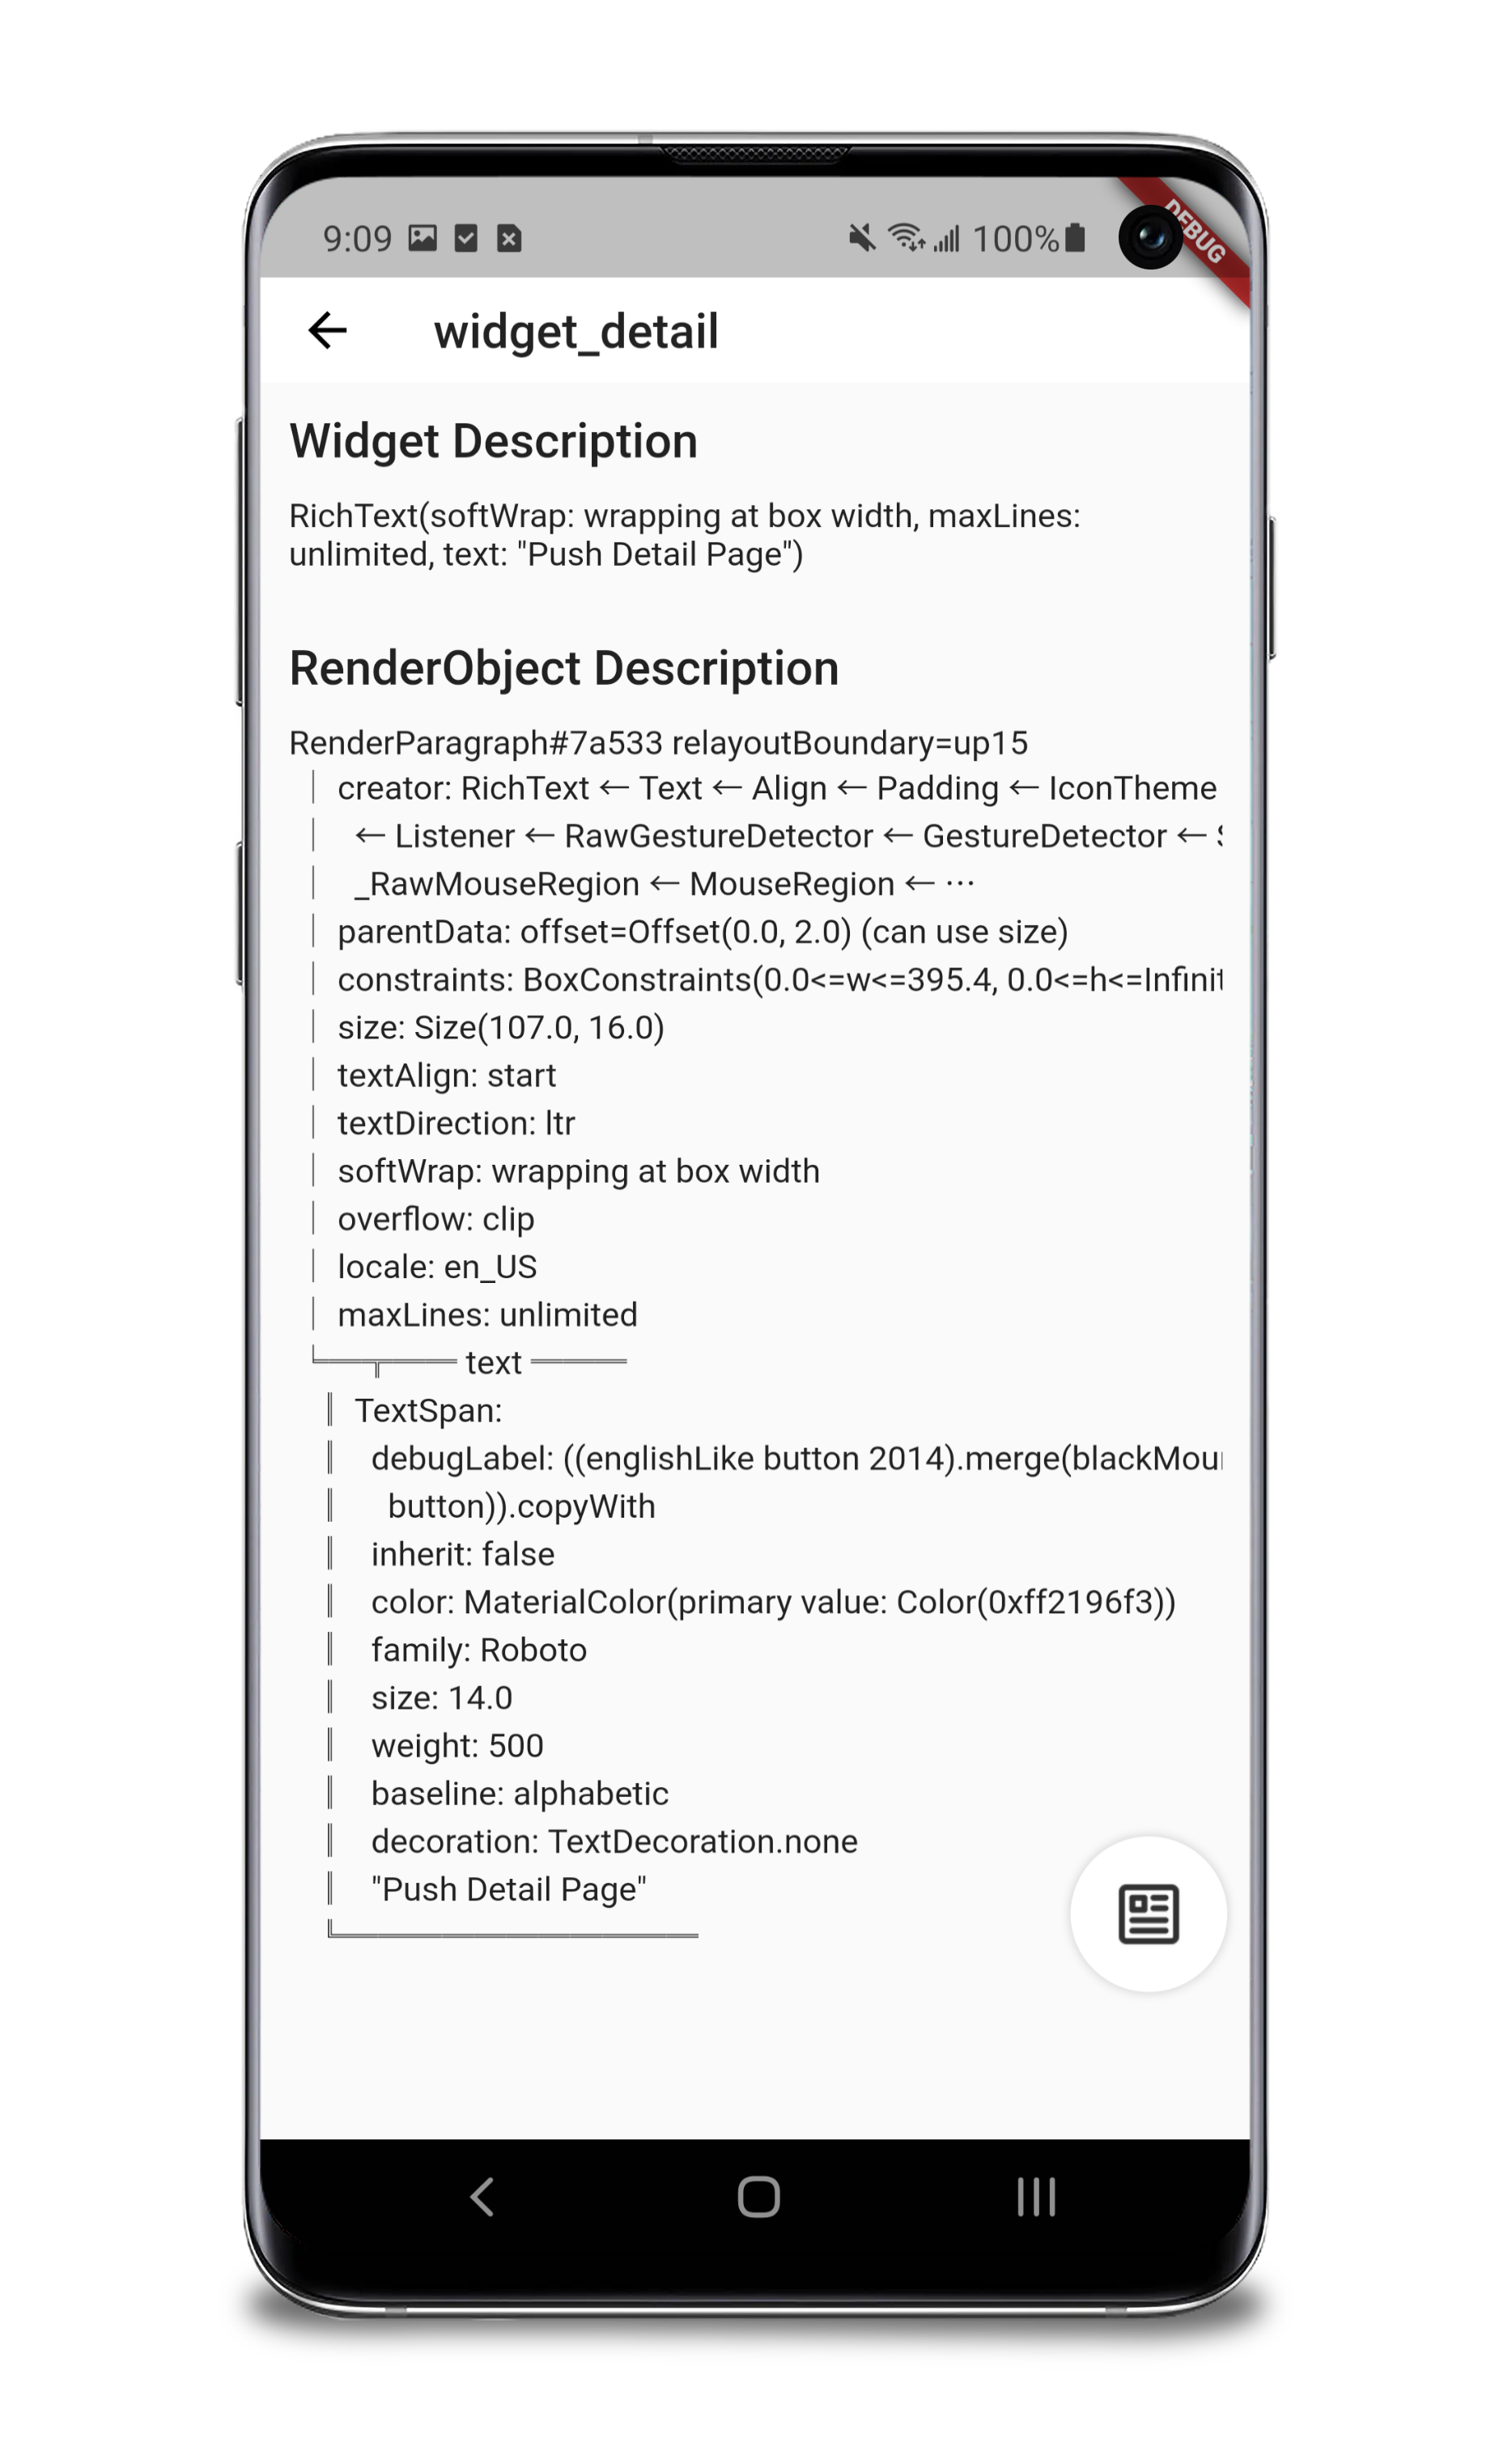 9:09 100%
DEBUG
widget_detail
Widget Description
RichText(softWrap: wrapping at box width, maxLines:
unlimited, text: "Push Detail Page")
RenderObject Description
RenderParagraph#7a533 relayoutBoundary=up15
│ creator: RichText ← Text ← Align ← Padding ← IconTheme
│ ← Listener ← RawGestureDetector ← GestureDetector ←
│ _RawMouseRegion ← MouseRegion ← ⋯
│ parentData: offset=Offset(0.0, 2.0) (can use size)
│ constraints: BoxConstraints(0.0<=w<=395.4, 0.0<=h<=Infinit
│ size: Size(107.0, 16.0)
│ textAlign: start
│ textDirection: ltr
│ softWrap: wrapping at box width
│ overflow: clip
│ locale: en_US
│ maxLines: unlimited
╘══╤═══ text ═══
║ TextSpan:
║ debugLabel: ((englishLike button 2014).merge(blackMou
║ button)).copyWith
║ inherit: false
║ color: MaterialColor(primary value: Color(0xff2196f3))
║ family: Roboto
║ size: 14.0
║ weight: 500
║ baseline: alphabetic
║ decoration: TextDecoration.none
║ "Push Detail Page"
╚═══════════